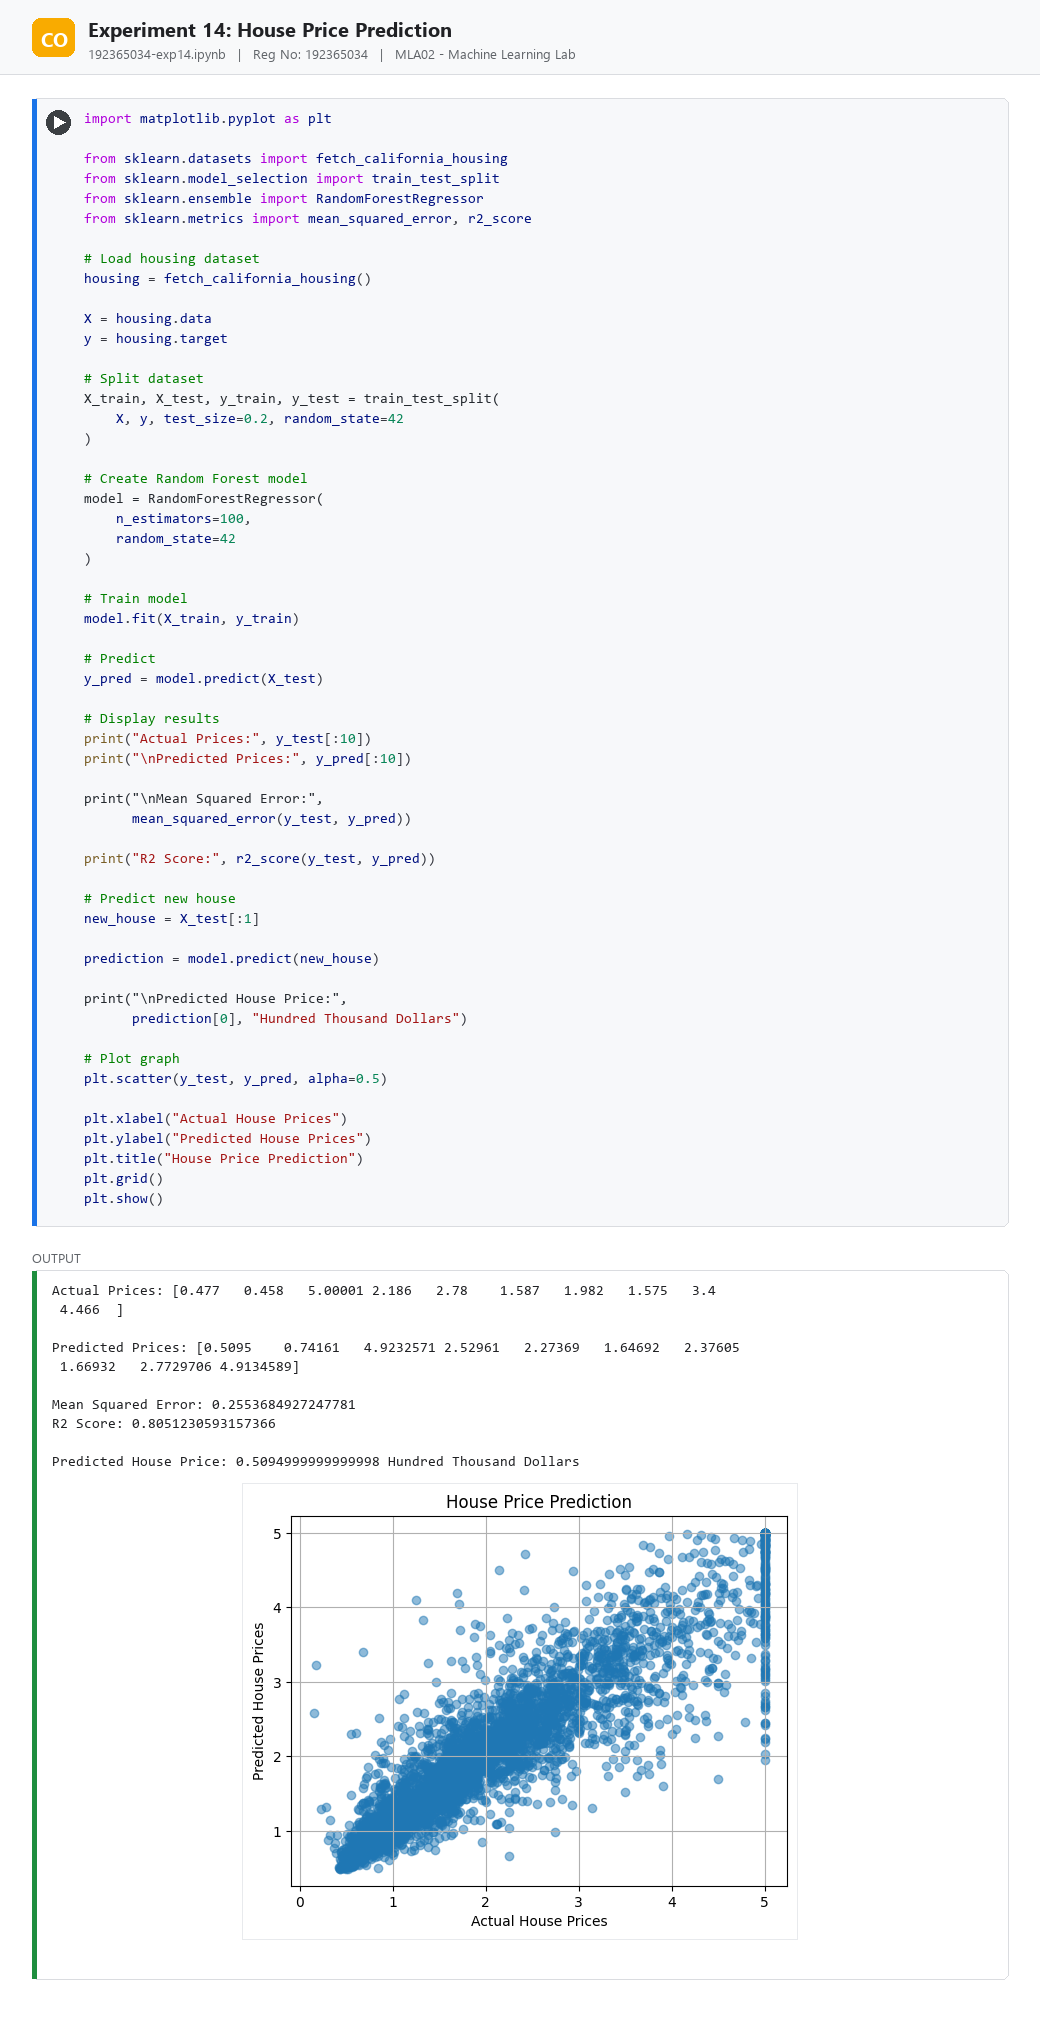 CO
Experiment 14: House Price Prediction
192365034-exp14.ipynb | Reg No: 192365034 | MLA02 - Machine Learning Lab
import matplotlib.pyplot as plt
from sklearn.datasets import fetch_california_housing
from sklearn.model_selection import train_test_split
from sklearn.ensemble import RandomForestRegressor
from sklearn.metrics import mean_squared_error, r2_score
# Load housing dataset
housing = fetch_california_housing()
X = housing.data
y = housing.target
# Split dataset
X_train, X_test, y_train, y_test = train_test_split(
    X, y, test_size=0.2, random_state=42
)
# Create Random Forest model
model = RandomForestRegressor(
    n_estimators=100,
    random_state=42
)
# Train model
model.fit(X_train, y_train)
# Predict
y_pred = model.predict(X_test)
# Display results
print("Actual Prices:", y_test[:10])
print("\nPredicted Prices:", y_pred[:10])
print("\nMean Squared Error:",
      mean_squared_error(y_test, y_pred))
print("R2 Score:", r2_score(y_test, y_pred))
# Predict new house
new_house = X_test[:1]
prediction = model.predict(new_house)
print("\nPredicted House Price:",
      prediction[0], "Hundred Thousand Dollars")
# Plot graph
plt.scatter(y_test, y_pred, alpha=0.5)
plt.xlabel("Actual House Prices")
plt.ylabel("Predicted House Prices")
plt.title("House Price Prediction")
plt.grid()
plt.show()
OUTPUT
Actual Prices: [0.477   0.458   5.00001 2.186   2.78    1.587   1.982   1.575   3.4
 4.466  ]
Predicted Prices: [0.5095    0.74161   4.9232571 2.52961   2.27369   1.64692   2.37605
 1.66932   2.7729706 4.9134589]
Mean Squared Error: 0.2553684927247781
R2 Score: 0.8051230593157366
Predicted House Price: 0.5094999999999998 Hundred Thousand Dollars
House Price Prediction
Predicted House Prices
5
4
3
2
1
0 1 2 3 4 5
Actual House Prices